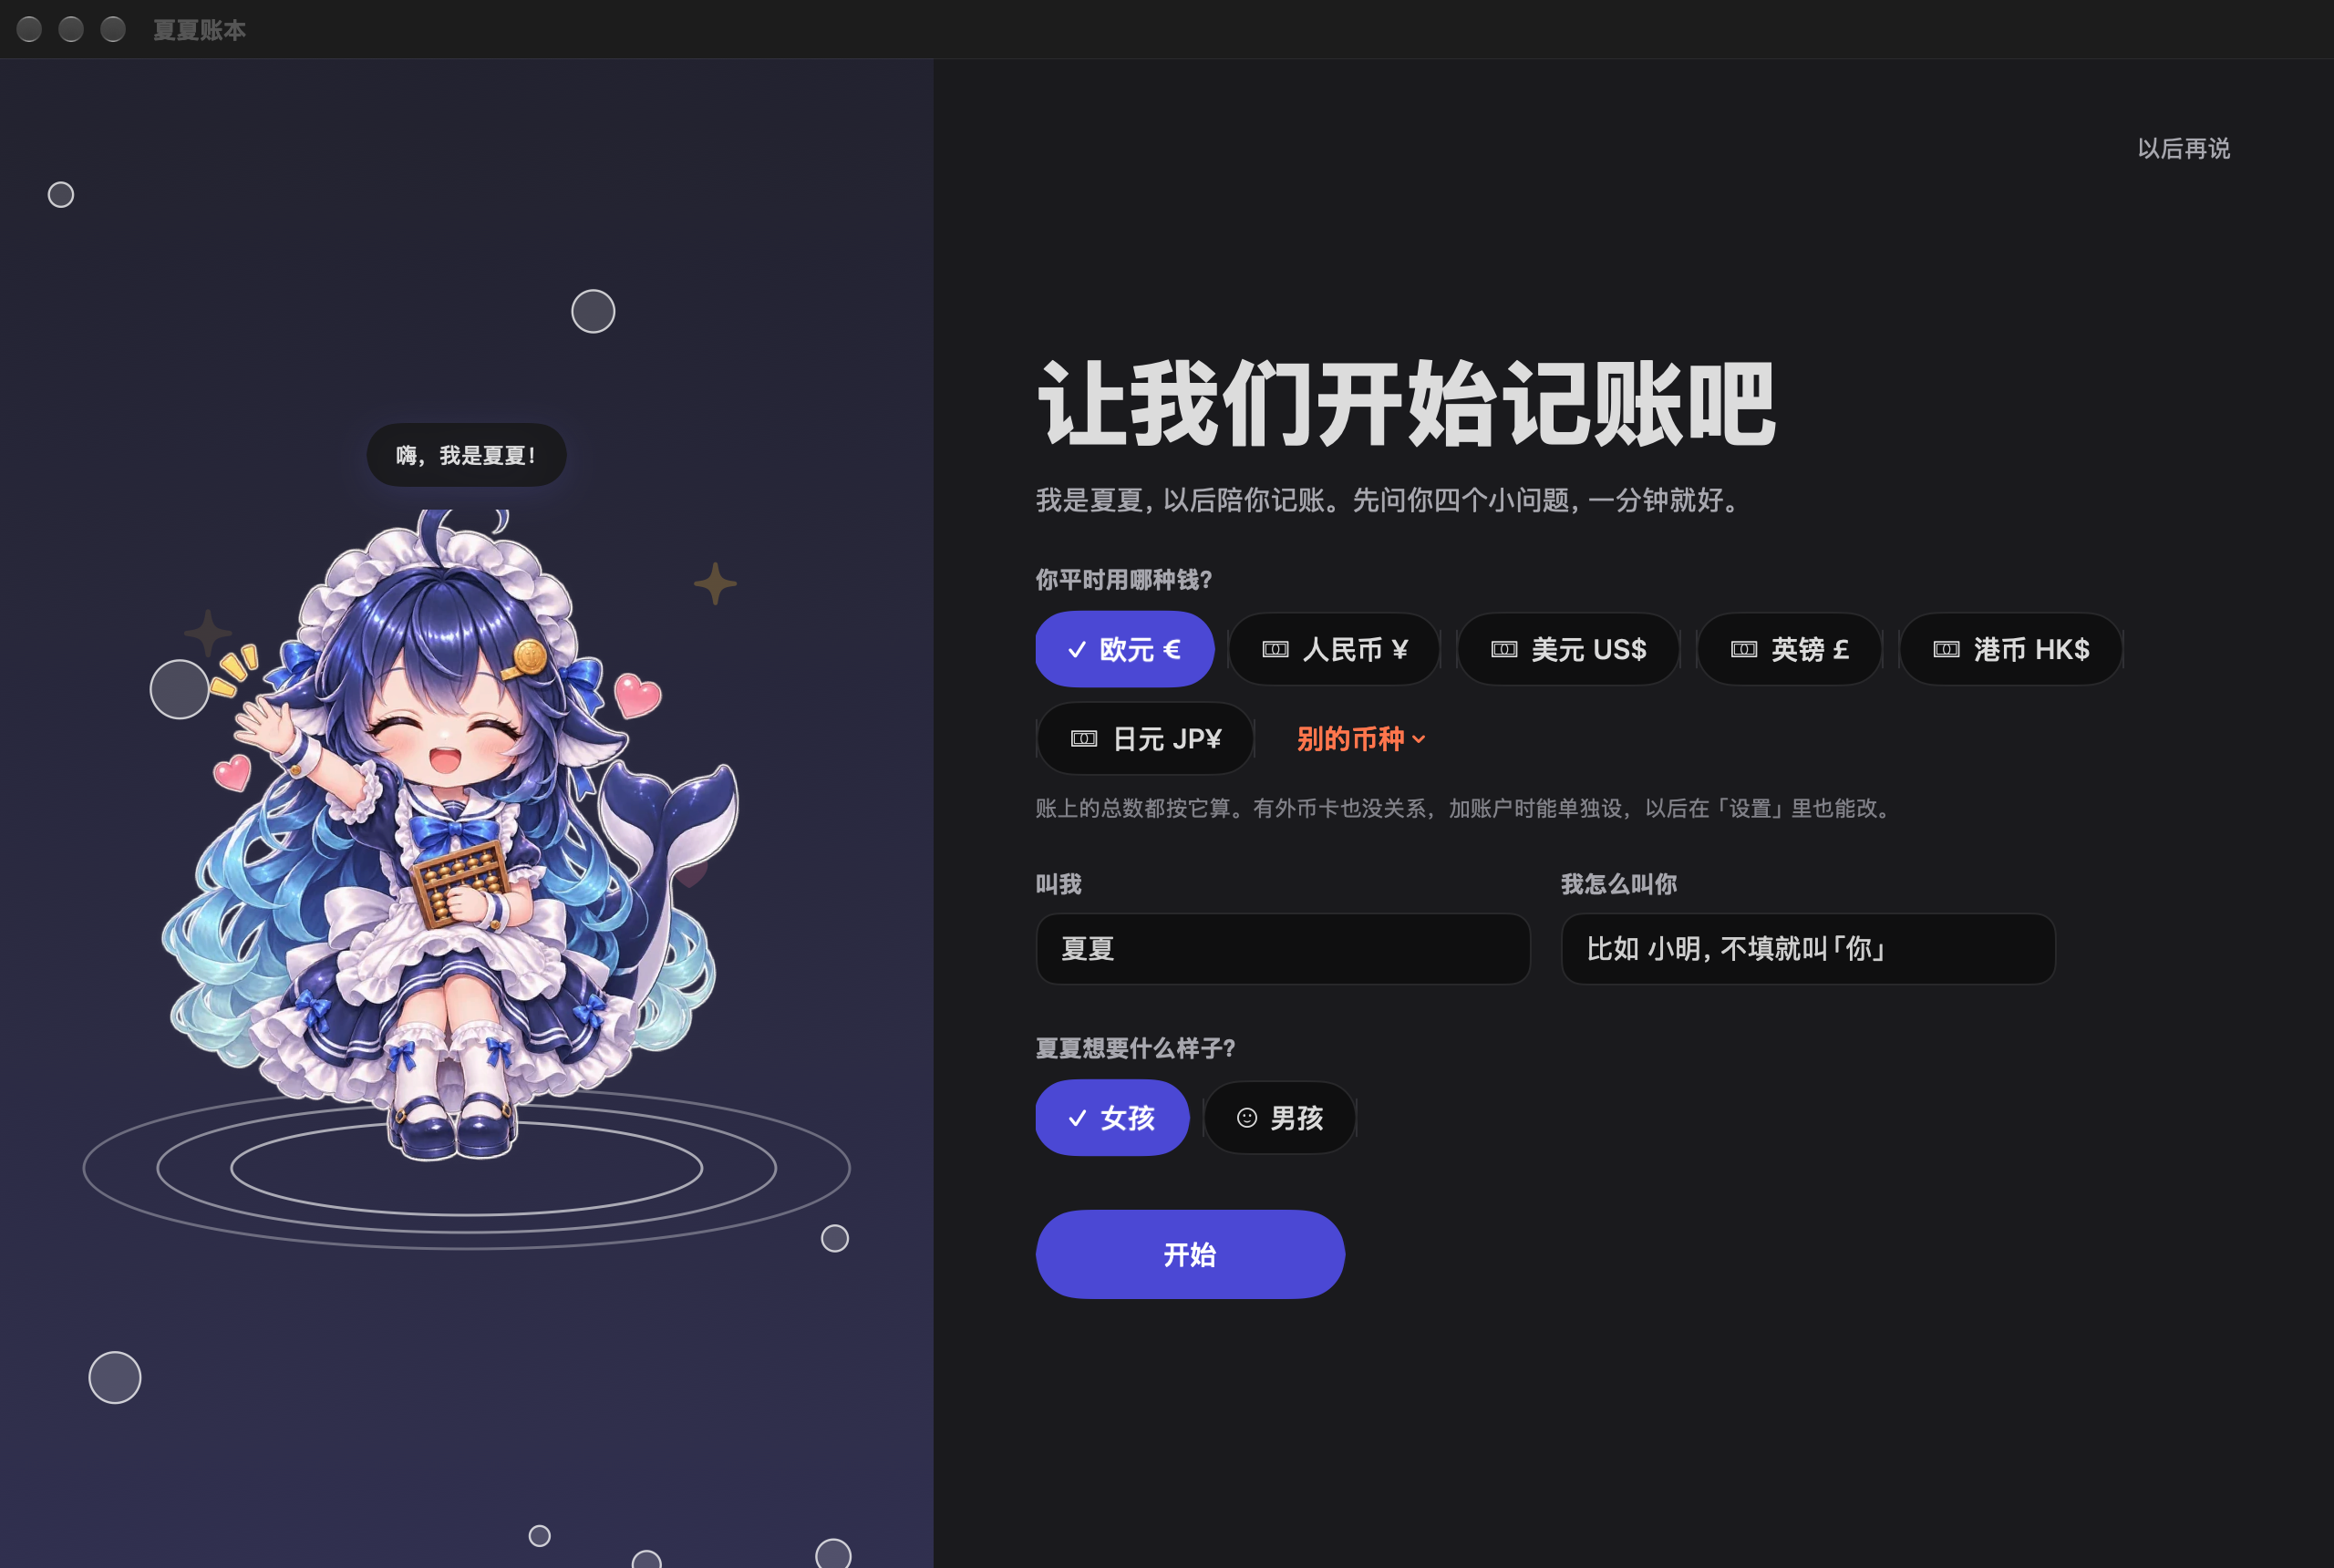 夏夏账本
以后再说
嗨，我是夏夏！
让我们开始记账吧
我是夏夏，以后陪你记账。先问你四个小问题，一分钟就好。
你平时用哪种钱？
欧元 €
人民币 ¥
美元 US$
英镑 £
港币 HK$
日元 JP¥
别的币种
账上的总数都按它算。有外币卡也没关系，加账户时能单独设，以后在「设置」里也能改。
叫我
我怎么叫你
夏夏
比如 小明，不填就叫「你」
夏夏想要什么样子？
女孩
男孩
开始